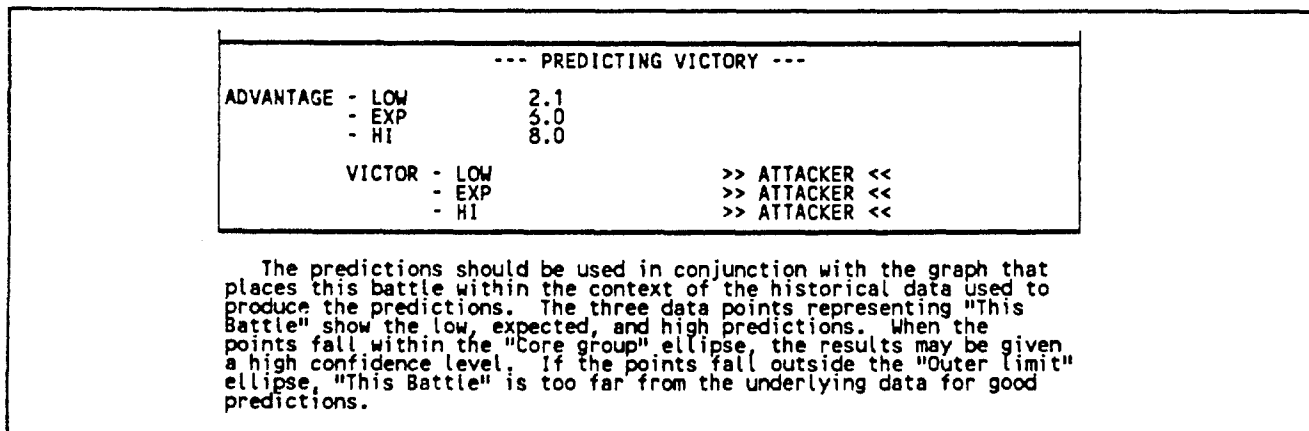 --- PREDICTING VICTORY ---
ADVANTAGE - LOW 2.1
- EXP 5.0
- HI 8.0
VICTOR - LOW >> ATTACKER <<
- EXP >> ATTACKER <<
- HI >> ATTACKER <<
The predictions should be used in conjunction with the graph that
places this battle within the context of the historical data used to
produce the predictions. The three data points representing "This
Battle" show the low, expected, and high predictions. When the
points fall within the "Core group" ellipse, the results may be given
a high confidence level. If the points fall outside the "Outer limit"
ellipse, "This Battle" is too far from the underlying data for good
predictions.